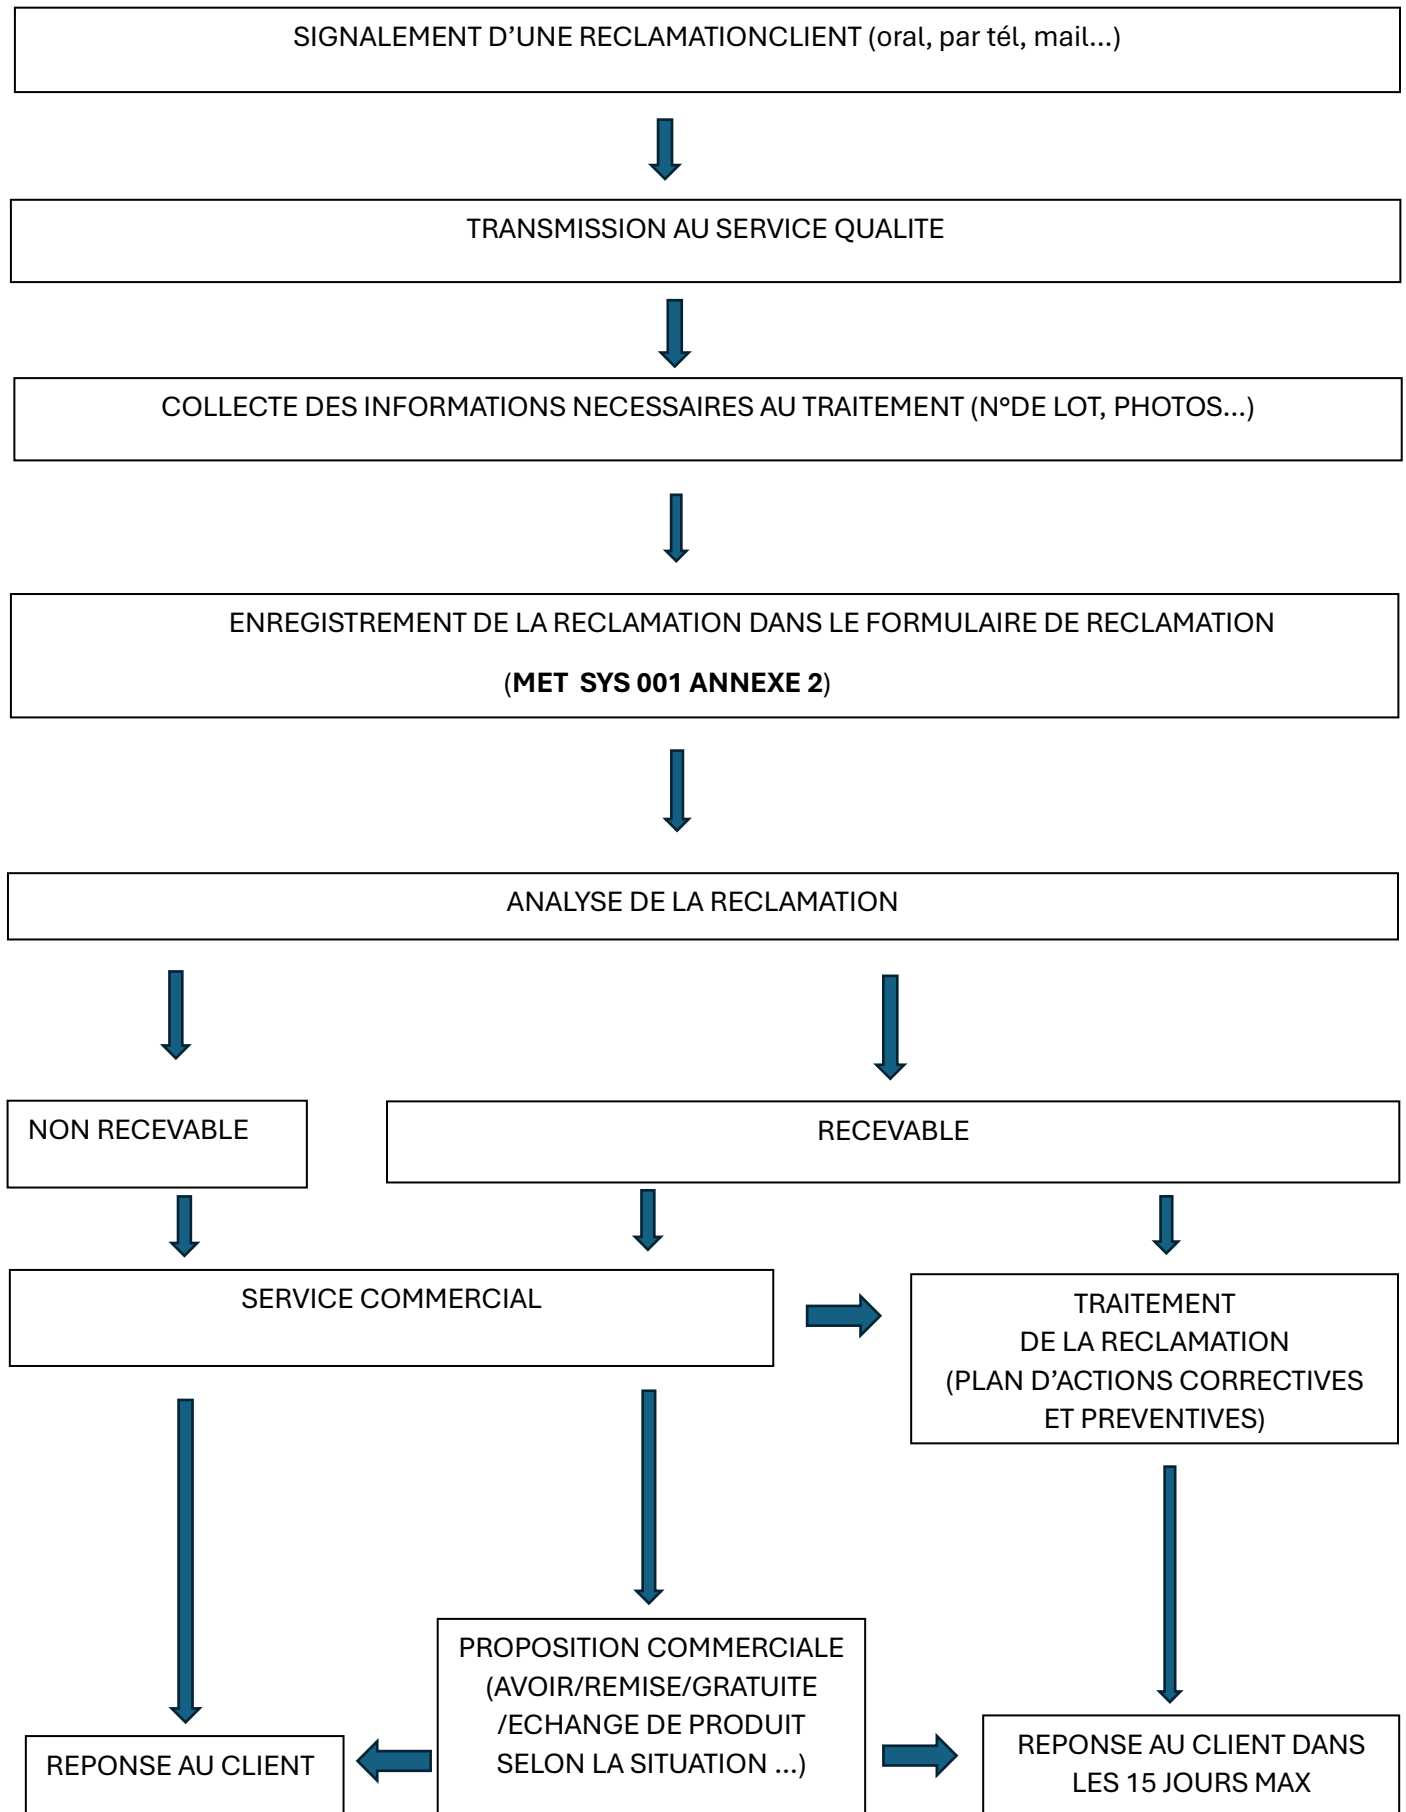 SIGNALEMENT D’UNE RECLAMATIONCLIENT (oral, par tél, mail...)
TRANSMISSION AU SERVICE QUALITE
COLLECTE DES INFORMATIONS NECESSAIRES AU TRAITEMENT (N°DE LOT, PHOTOS...)
ENREGISTREMENT DE LA RECLAMATION DANS LE FORMULAIRE DE RECLAMATION
(MET SYS 001 ANNEXE 2)
ANALYSE DE LA RECLAMATION
NON RECEVABLE
RECEVABLE
SERVICE COMMERCIAL
TRAITEMENT
DE LA RECLAMATION
(PLAN D’ACTIONS CORRECTIVES
ET PREVENTIVES)
PROPOSITION COMMERCIALE
(AVOIR/REMISE/GRATUITE
/ECHANGE DE PRODUIT
SELON LA SITUATION ...)
REPONSE AU CLIENT
REPONSE AU CLIENT DANS
LES 15 JOURS MAX